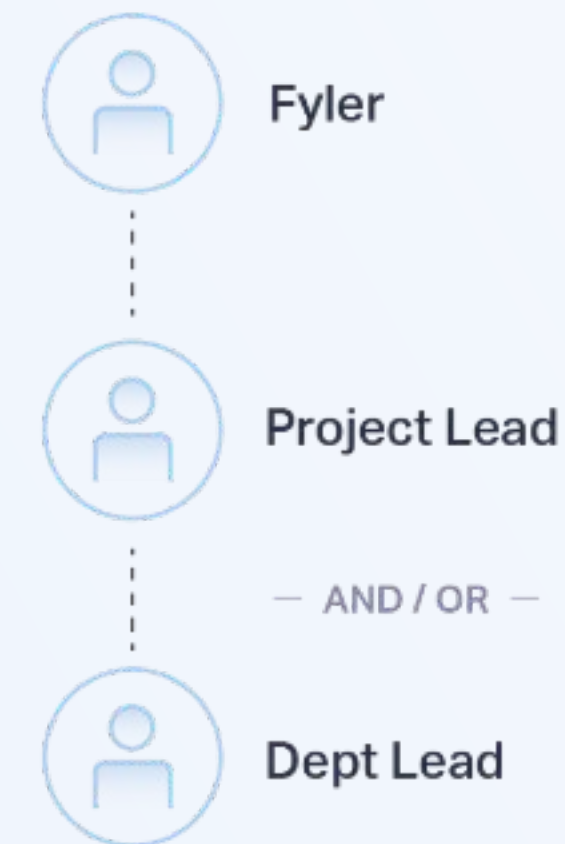 Fyler
Project Lead
— AND / OR —
Dept Lead